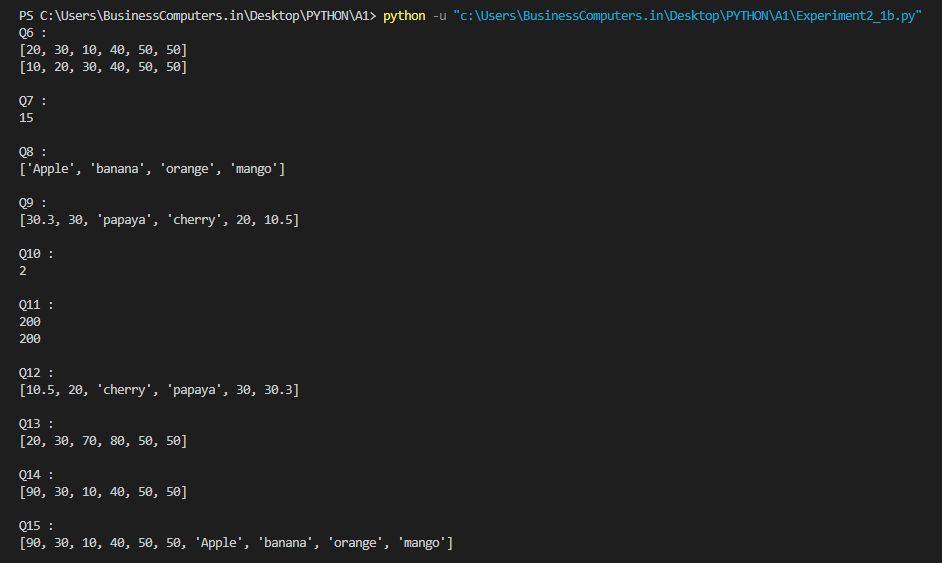 PS C:\Users\BusinessComputers.in\Desktop\PYTHON\A1> python -u "c:\Users\BusinessComputers.in\Desktop\PYTHON\A1\Experiment2_1b.py"
Q6 :
[20, 30, 10, 40, 50, 50]
[10, 20, 30, 40, 50, 50]
Q7 :
15
Q8 :
['Apple', 'banana', 'orange', 'mango']
Q9 :
[30.3, 30, 'papaya', 'cherry', 20, 10.5]
Q10 :
2
Q11 :
200
200
Q12 :
[10.5, 20, 'cherry', 'papaya', 30, 30.3]
Q13 :
[20, 30, 70, 80, 50, 50]
Q14 :
[90, 30, 10, 40, 50, 50]
Q15 :
[90, 30, 10, 40, 50, 50, 'Apple', 'banana', 'orange', 'mango']